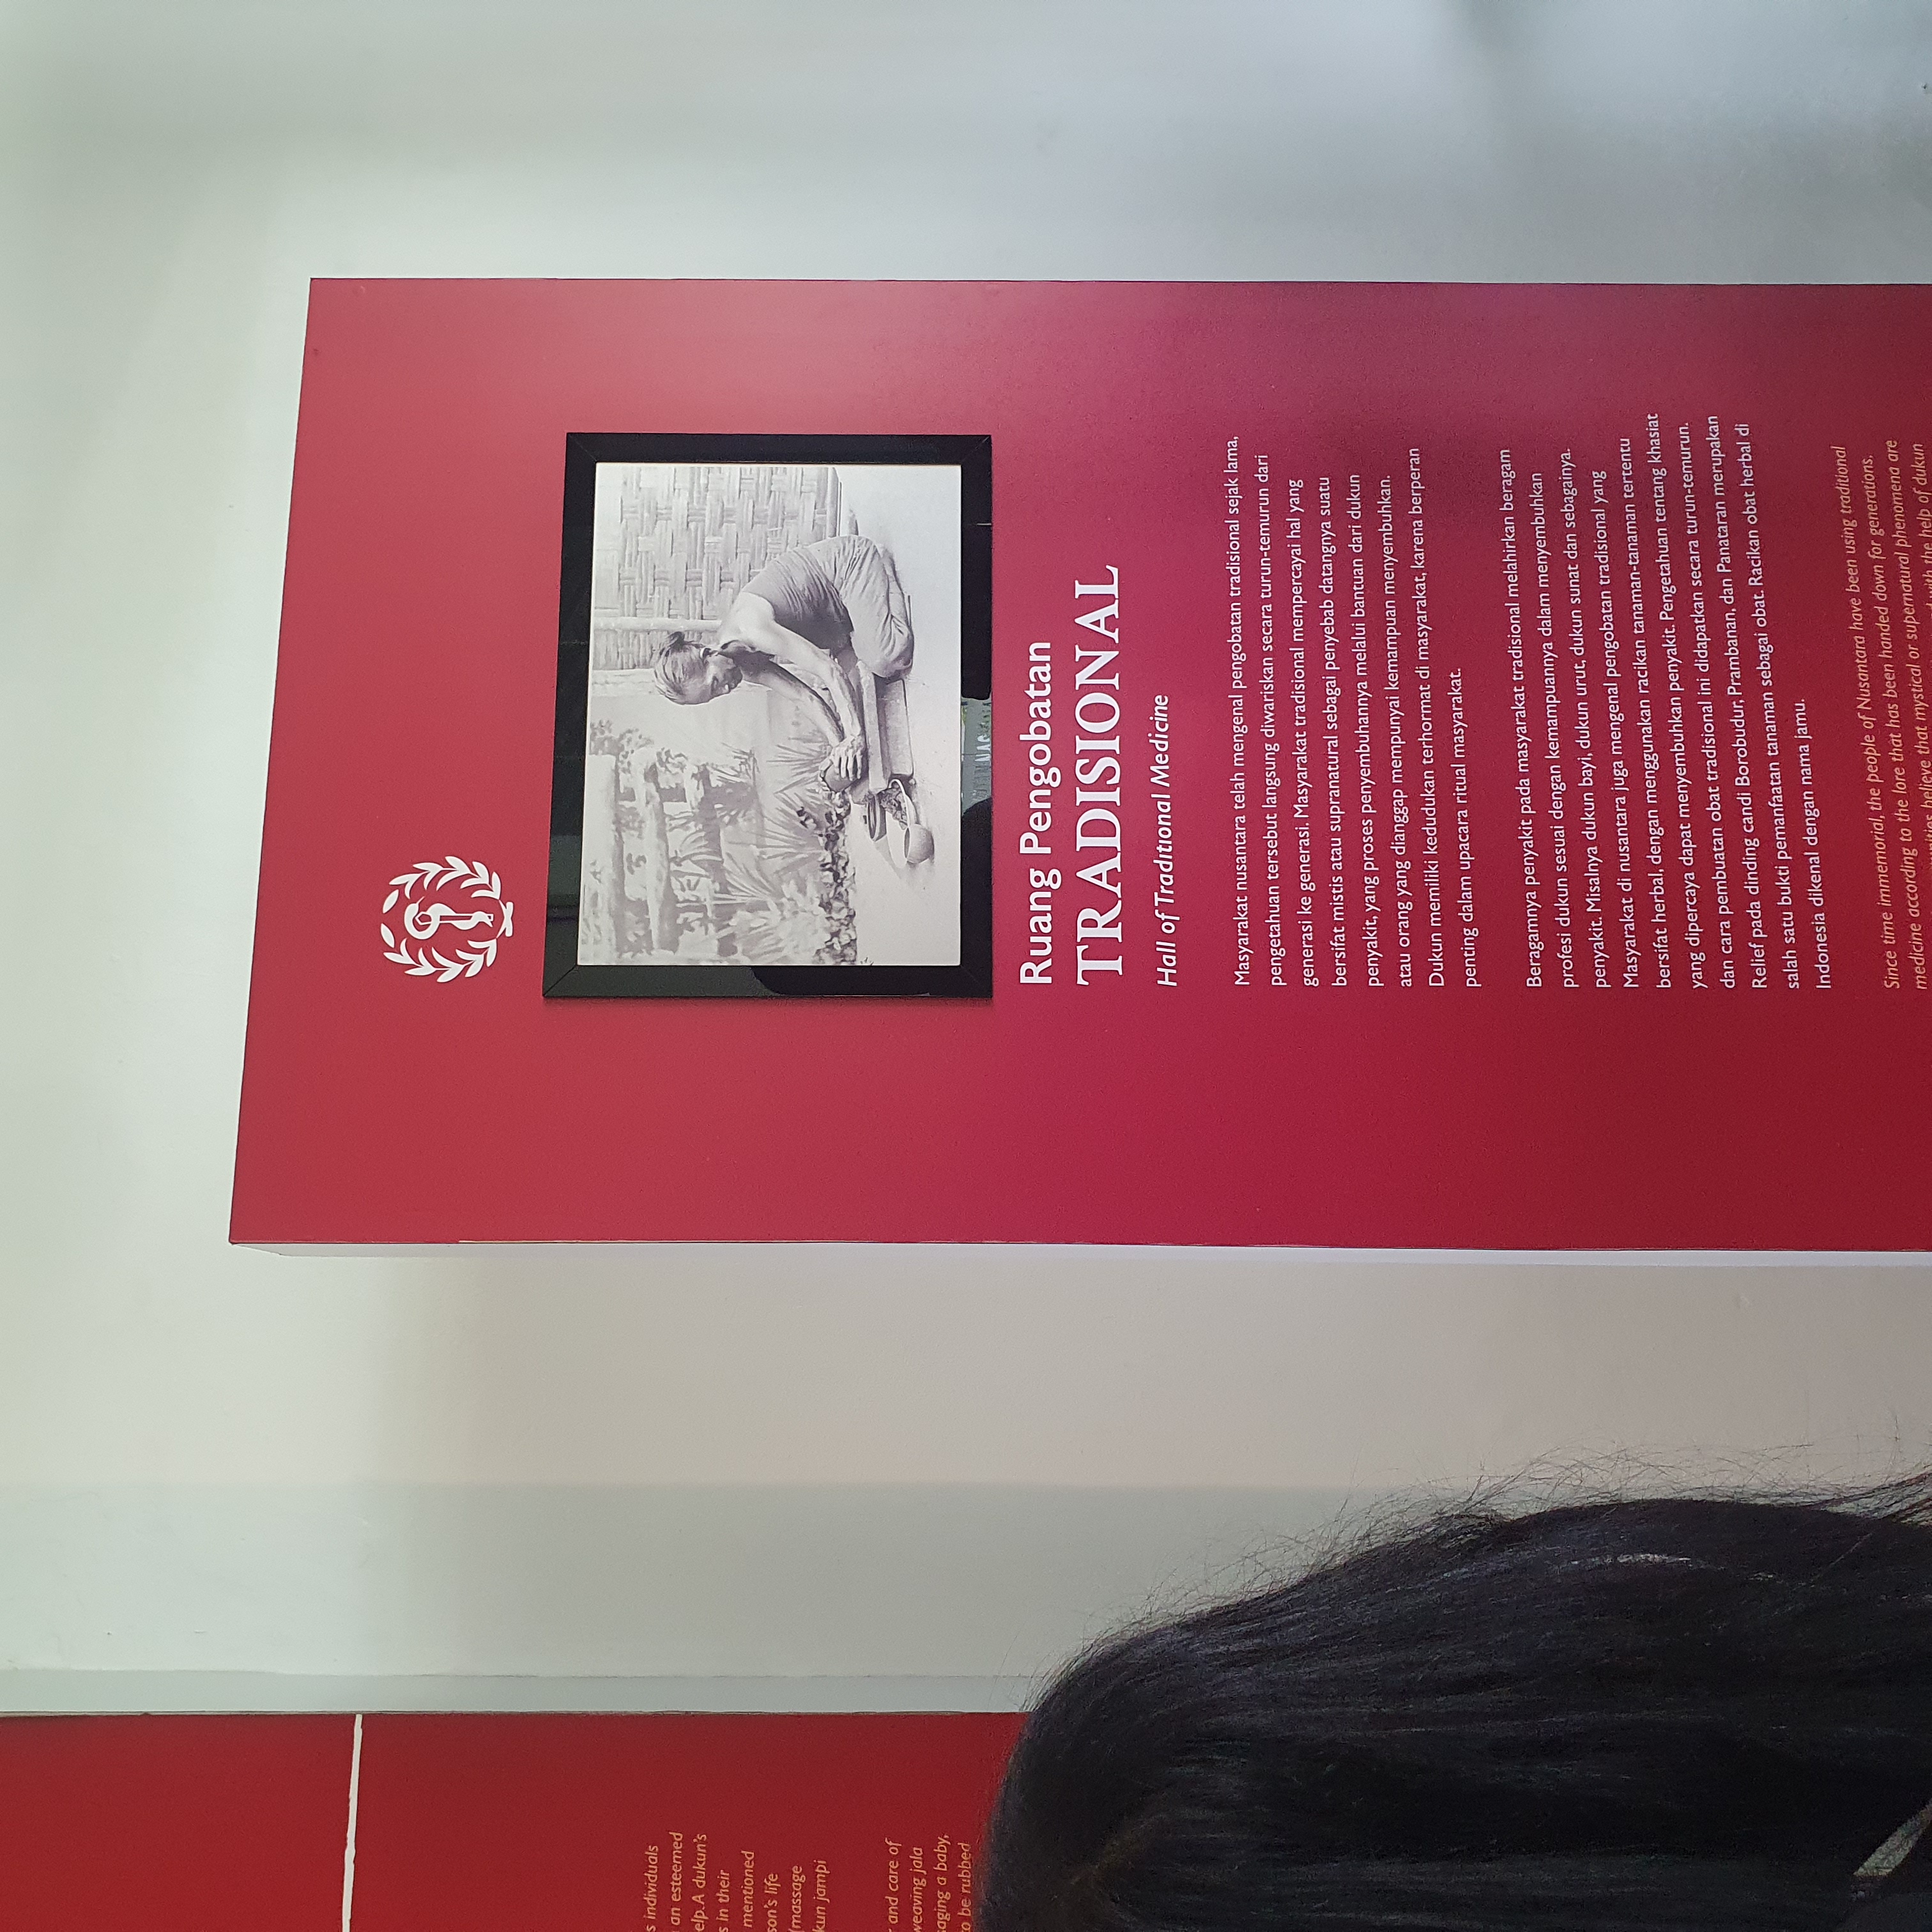 s individuals
an esteemed
elp. A dukun's
s in their
mentioned
son's life
(massage
kun jampi
and care of
weaving jala
saging a baby,
to be rubbed
Ruang Pengobatan
TRADISIONAL
Hall of Traditional Medicine
Masyarakat nusantara telah mengenal pengobatan tradisional sejak lama,
pengetahuan tersebut langsung diwariskan secara turun-temurun dari
generasi ke generasi. Masyarakat tradisional mempercayai hal yang
bersifat mistis atau supranatural sebagai penyebab datangnya suatu
penyakit, yang proses penyembuhannya melalui bantuan dari dukun
atau orang yang dianggap mempunyai kemampuan menyembuhkan.
Dukun memiliki kedudukan terhormat di masyarakat, karena berperan
penting dalam upacara ritual masyarakat.
Beragamnya penyakit pada masyarakat tradisional melahirkan beragam
profesi dukun sesuai dengan kemampuannya dalam menyembuhkan
penyakit. Misalnya dukun bayi, dukun urut, dukun sunat dan sebagainya.
Masyarakat di nusantara juga mengenal pengobatan tradisional yang
bersifat herbal, dengan menggunakan racikan tanaman-tanaman tertentu
yang dipercaya dapat menyembuhkan penyakit. Pengetahuan tentang khasiat
dan cara pembuatan obat tradisional ini didapatkan secara turun-temurun.
Relief pada dinding candi Borobudur, Prambanan, dan Panataran merupakan
salah satu bukti pemanfaatan tanaman sebagai obat. Racikan obat herbal di
Indonesia dikenal dengan nama jamu.
Since time immemorial, the people of Nusantara have been using traditional
medicine according to the lore that has been handed down for generations.
believe that mystical or supernatural phenomena are
with the help of dukun